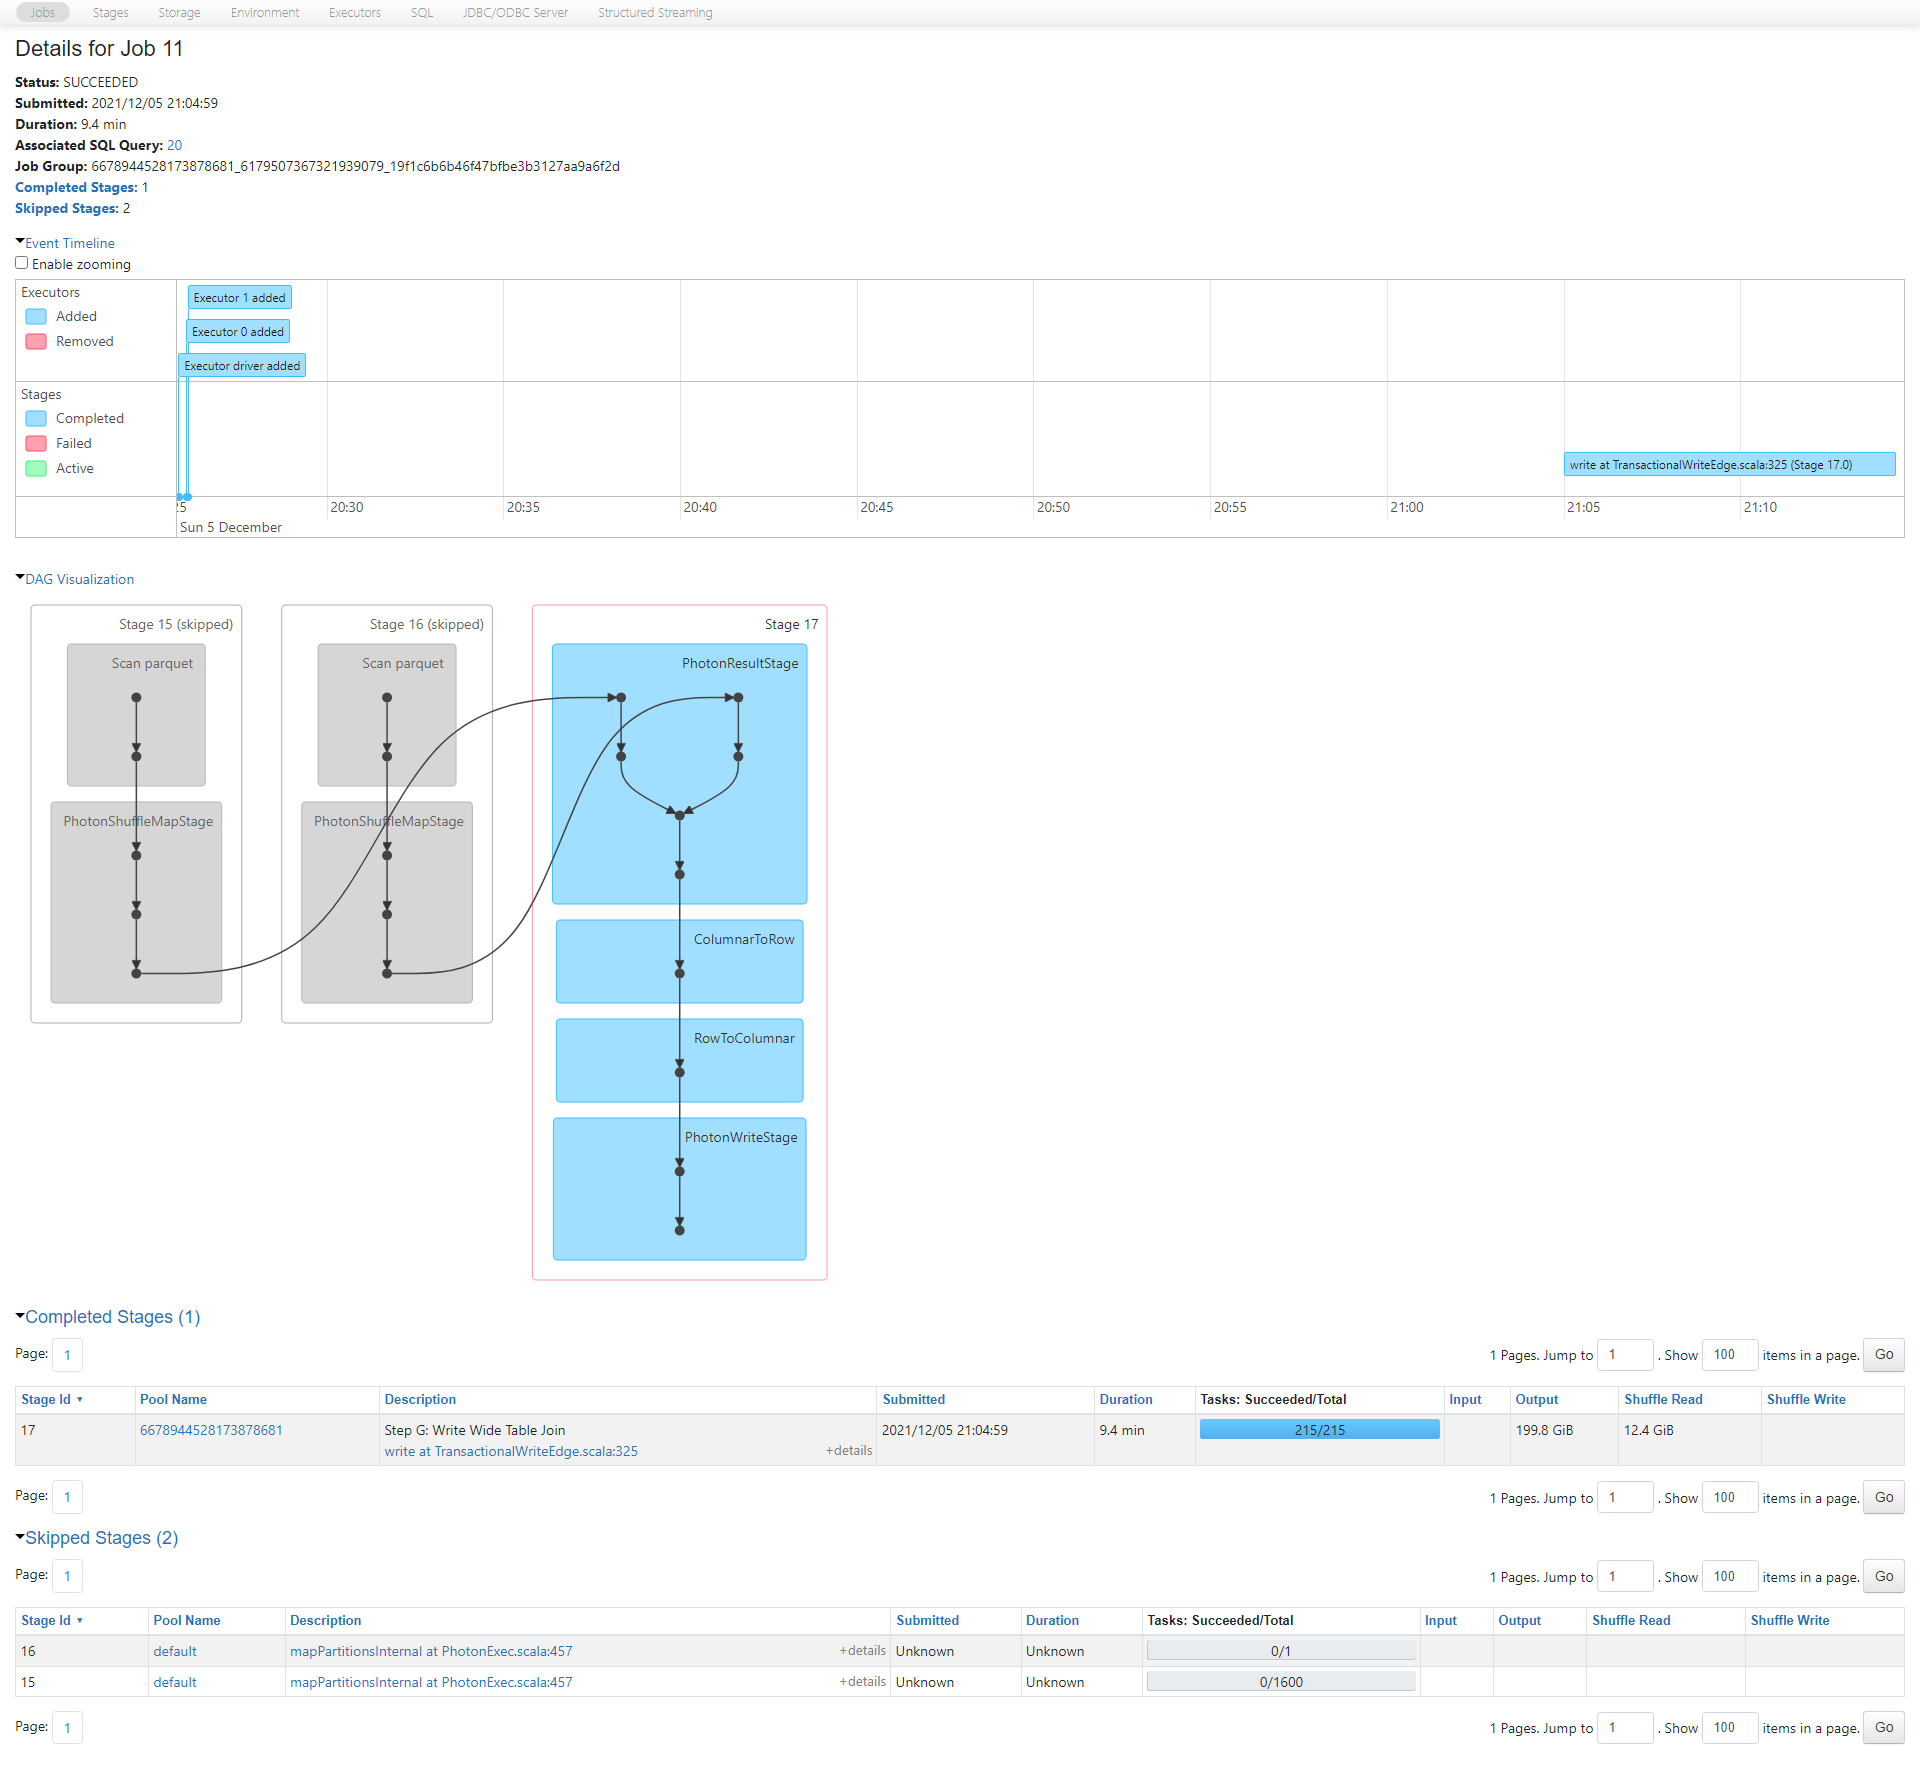 Jobs Stages Storage Environment Executors SQL JDBC/ODBC Server Structured Streaming
Details for Job 11
Status: SUCCEEDED
Submitted: 2021/12/05 21:04:59
Duration: 9.4 min
Associated SQL Query: 20
Job Group: 6678944528173878681_6179507367321939079_19f1c6b6b46f47bfbe3b3127aa9a6f2d
Completed Stages: 1
Skipped Stages: 2
Event Timeline
Enable zooming
Executors
Added
Removed
Executor 1 added
Executor 0 added
Executor driver added
Stages
Completed
Failed
Active
write at TransactionalWriteEdge.scala:325 (Stage 17.0)
20:30 20:35 20:40 20:45 20:50 20:55 21:00 21:05 21:10
Sun 5 December
DAG Visualization
Stage 15 (skipped)
Scan parquet
PhotonShuffleMapStage
Stage 16 (skipped)
Scan parquet
PhotonShuffleMapStage
Stage 17
PhotonResultStage
ColumnarToRow
RowToColumnar
PhotonWriteStage
Completed Stages (1)
Page: 1 1 Pages. Jump to 1 . Show 100 items in a page. Go
Stage Id Pool Name Description Submitted Duration Tasks: Succeeded/Total Input Output Shuffle Read Shuffle Write
17 6678944528173878681 Step G: Write Wide Table Join 2021/12/05 21:04:59 9.4 min 215/215 199.8 GiB 12.4 GiB
write at TransactionalWriteEdge.scala:325 +details
Page: 1 1 Pages. Jump to 1 . Show 100 items in a page. Go
Skipped Stages (2)
Page: 1 1 Pages. Jump to 1 . Show 100 items in a page. Go
Stage Id Pool Name Description Submitted Duration Tasks: Succeeded/Total Input Output Shuffle Read Shuffle Write
16 default mapPartitionsInternal at PhotonExec.scala:457 +details Unknown Unknown 0/1
15 default mapPartitionsInternal at PhotonExec.scala:457 +details Unknown Unknown 0/1600
Page: 1 1 Pages. Jump to 1 . Show 100 items in a page. Go